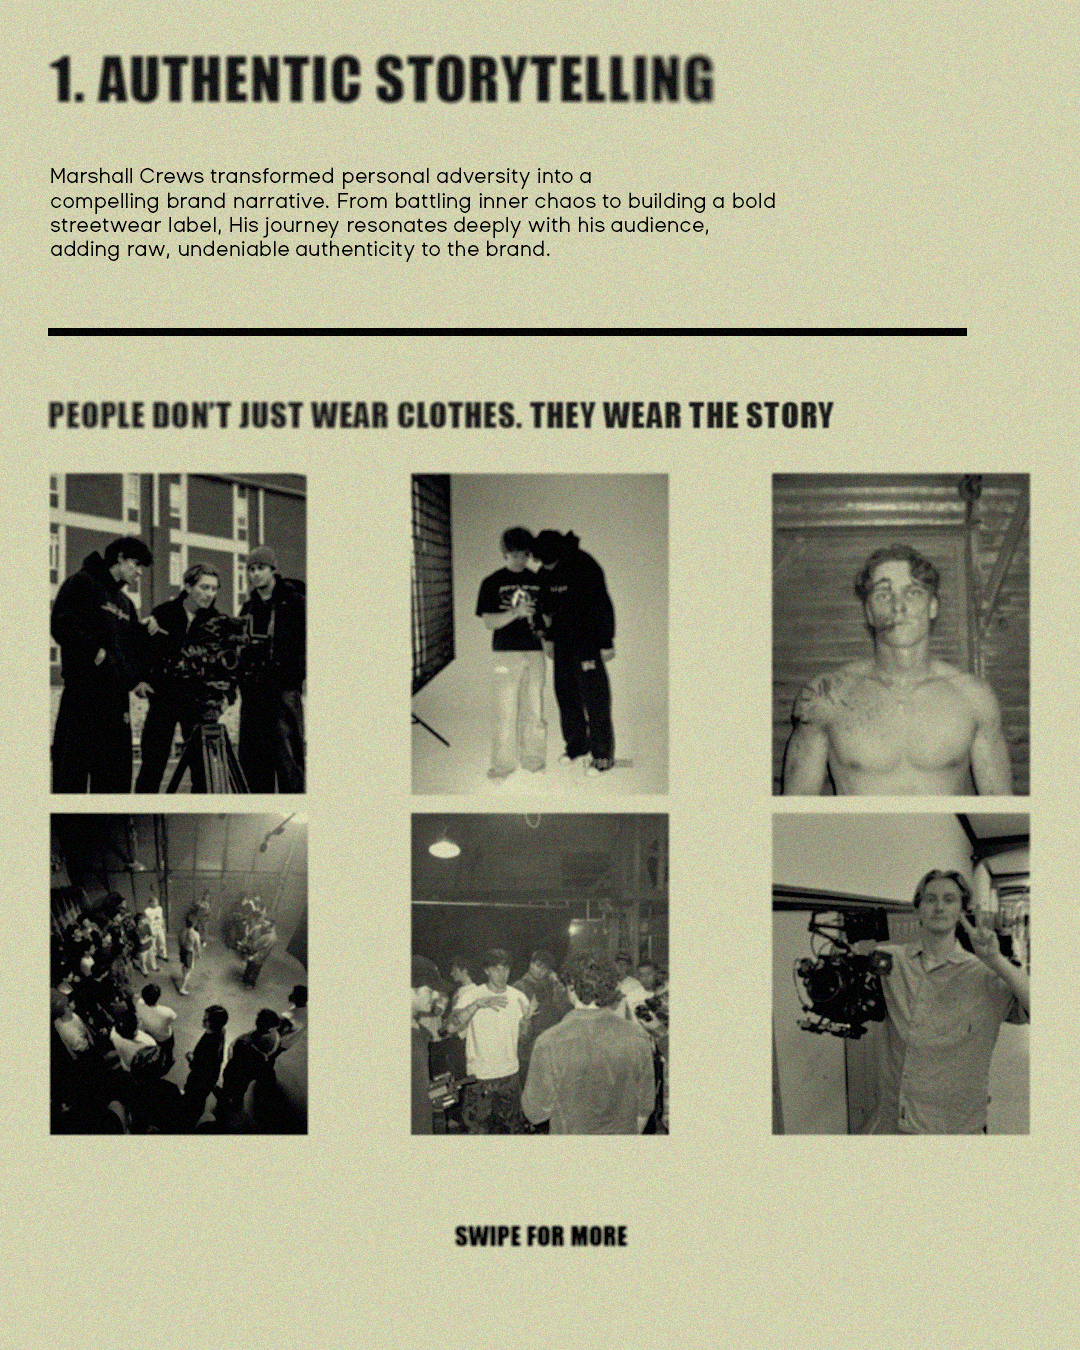 1. AUTHENTIC STORYTELLING
Marshall Crews transformed personal adversity into a
compelling brand narrative. From battling inner chaos to building a bold
streetwear label, His journey resonates deeply with his audience,
adding raw, undeniable authenticity to the brand.
PEOPLE DON'T JUST WEAR CLOTHES. THEY WEAR THE STORY
SWIPE FOR MORE